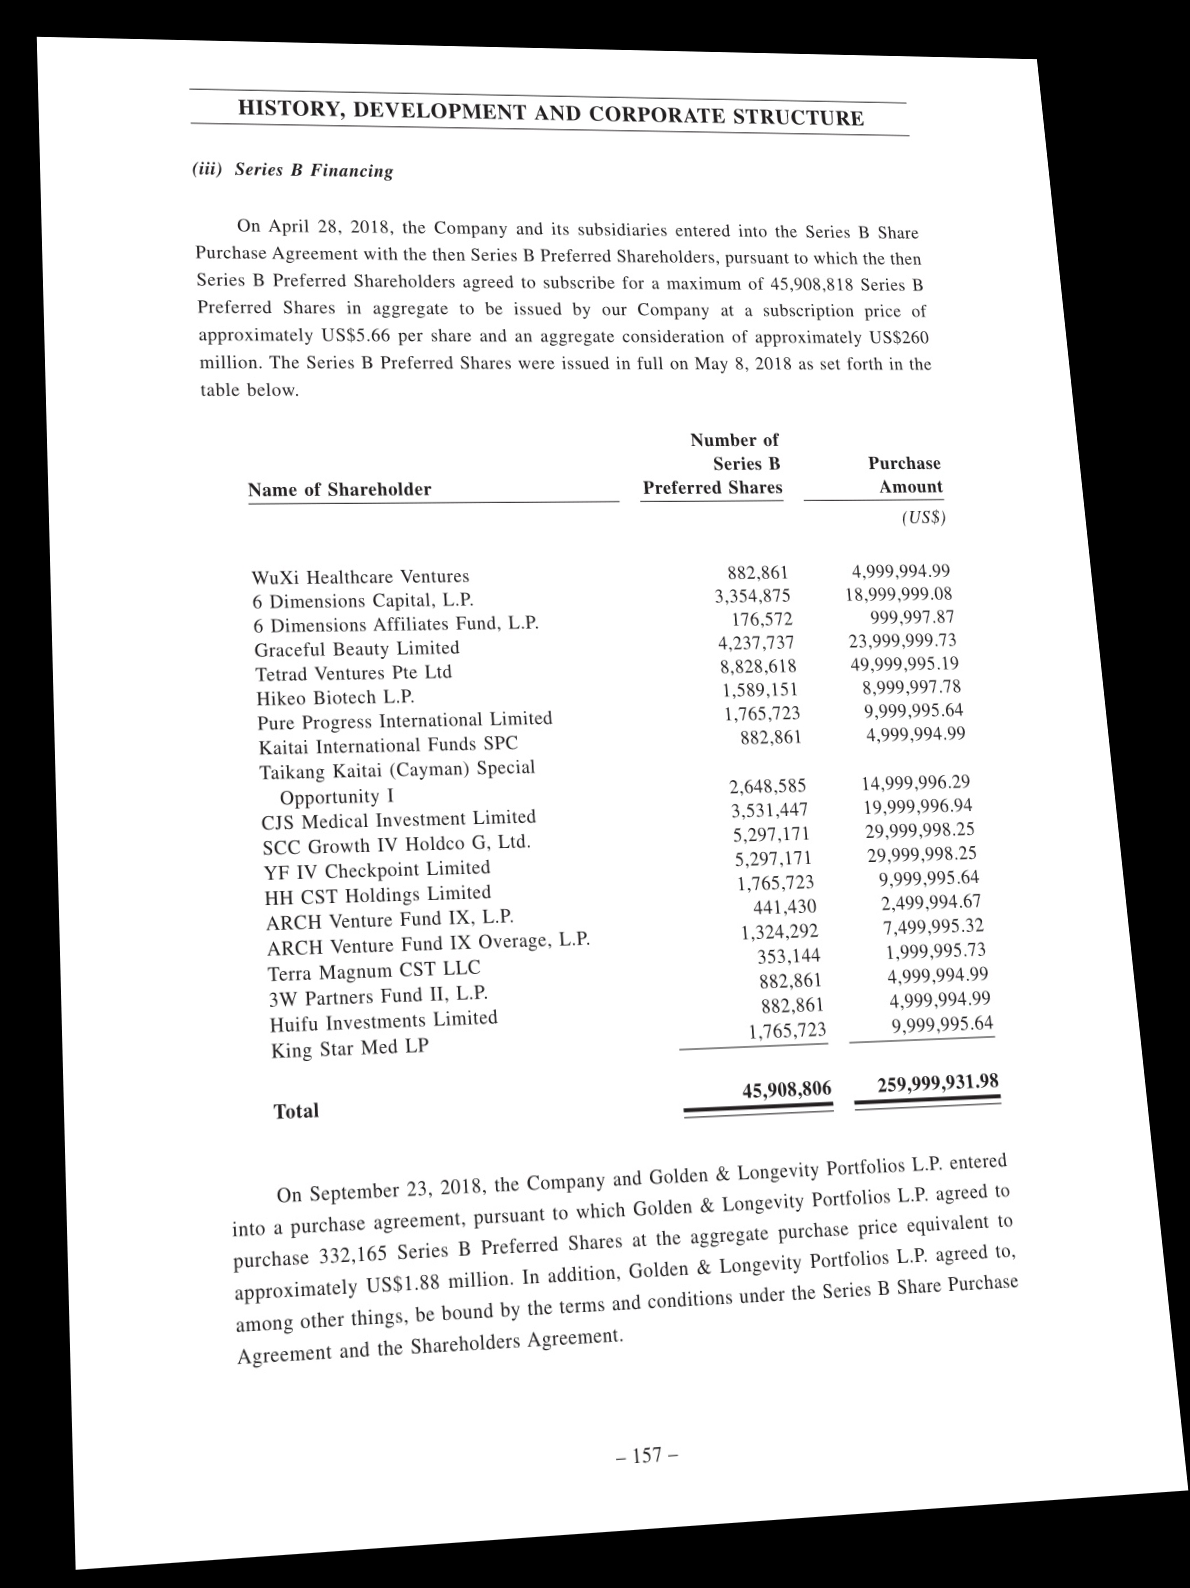 HISTORY, DEVELOPMENT AND CORPORATE STRUCTURE
(iii) Series B Financing
On April 28, 2018, the Company and its subsidiaries entered into the Series B Share
Purchase Agreement with the then Series B Preferred Shareholders, pursuant to which the then
Series B Preferred Shareholders agreed to subscribe for a maximum of 45,908,818 Series B
Preferred Shares in aggregate to be issued by our Company at a subscription price of
approximately US$5.66 per share and an aggregate consideration of approximately US$260
million. The Series B Preferred Shares were issued in full on May 8, 2018 as set forth in the
table below.
Number of
Series B Purchase
Name of Shareholder Preferred Shares Amount
(US$)
WuXi Healthcare Ventures 882,861 4,999,994.99
6 Dimensions Capital, L.P. 3,354,875 18,999,999.08
6 Dimensions Affiliates Fund, L.P. 176,572 999,997.87
Graceful Beauty Limited 4,237,737 23,999,999.73
Tetrad Ventures Pte Ltd 8,828,618 49,999,995.19
Hikeo Biotech L.P. 1,589,151 8,999,997.78
Pure Progress International Limited 1,765,723 9,999,995.64
Kaitai International Funds SPC 882,861 4,999,994.99
Taikang Kaitai (Cayman) Special
Opportunity I 2,648,585 14,999,996.29
CJS Medical Investment Limited 3,531,447 19,999,996.94
SCC Growth IV Holdco G, Ltd. 5,297,171 29,999,998.25
YF IV Checkpoint Limited 5,297,171 29,999,998.25
HH CST Holdings Limited 1,765,723 9,999,995.64
ARCH Venture Fund IX, L.P. 441,430 2,499,994.67
ARCH Venture Fund IX Overage, L.P. 1,324,292 7,499,995.32
Terra Magnum CST LLC 353,144 1,999,995.73
3W Partners Fund II, L.P. 882,861 4,999,994.99
Huifu Investments Limited 882,861 4,999,994.99
King Star Med LP 1,765,723 9,999,995.64
Total 45,908,806 259,999,931.98
On September 23, 2018, the Company and Golden & Longevity Portfolios L.P. entered
into a purchase agreement, pursuant to which Golden & Longevity Portfolios L.P. agreed to
purchase 332,165 Series B Preferred Shares at the aggregate purchase price equivalent to
approximately US$1.88 million. In addition, Golden & Longevity Portfolios L.P. agreed to,
among other things, be bound by the terms and conditions under the Series B Share Purchase
Agreement and the Shareholders Agreement.
– 157 –